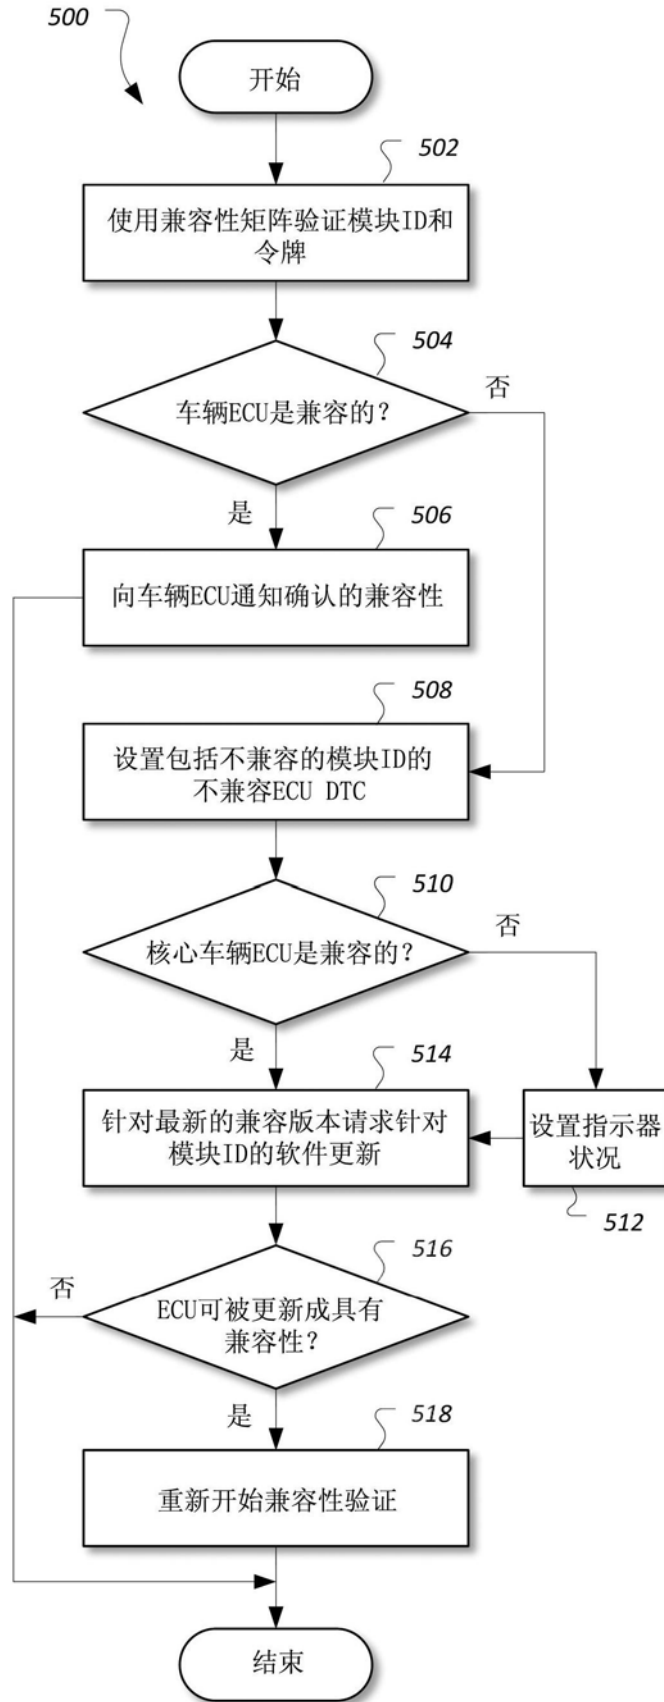 500
开始
502
使用兼容性矩阵验证模块ID和
令牌
504
车辆ECU是兼容的?
否
是
506
向车辆ECU通知确认的兼容性
508
设置包括不兼容的模块ID的
不兼容ECU DTC
510
核心车辆ECU是兼容的?
否
是
514
针对最新的兼容版本请求针对
模块ID的软件更新
设置指示器
状况
512
516
ECU可被更新成具有
兼容性?
否
是
518
重新开始兼容性验证
结束